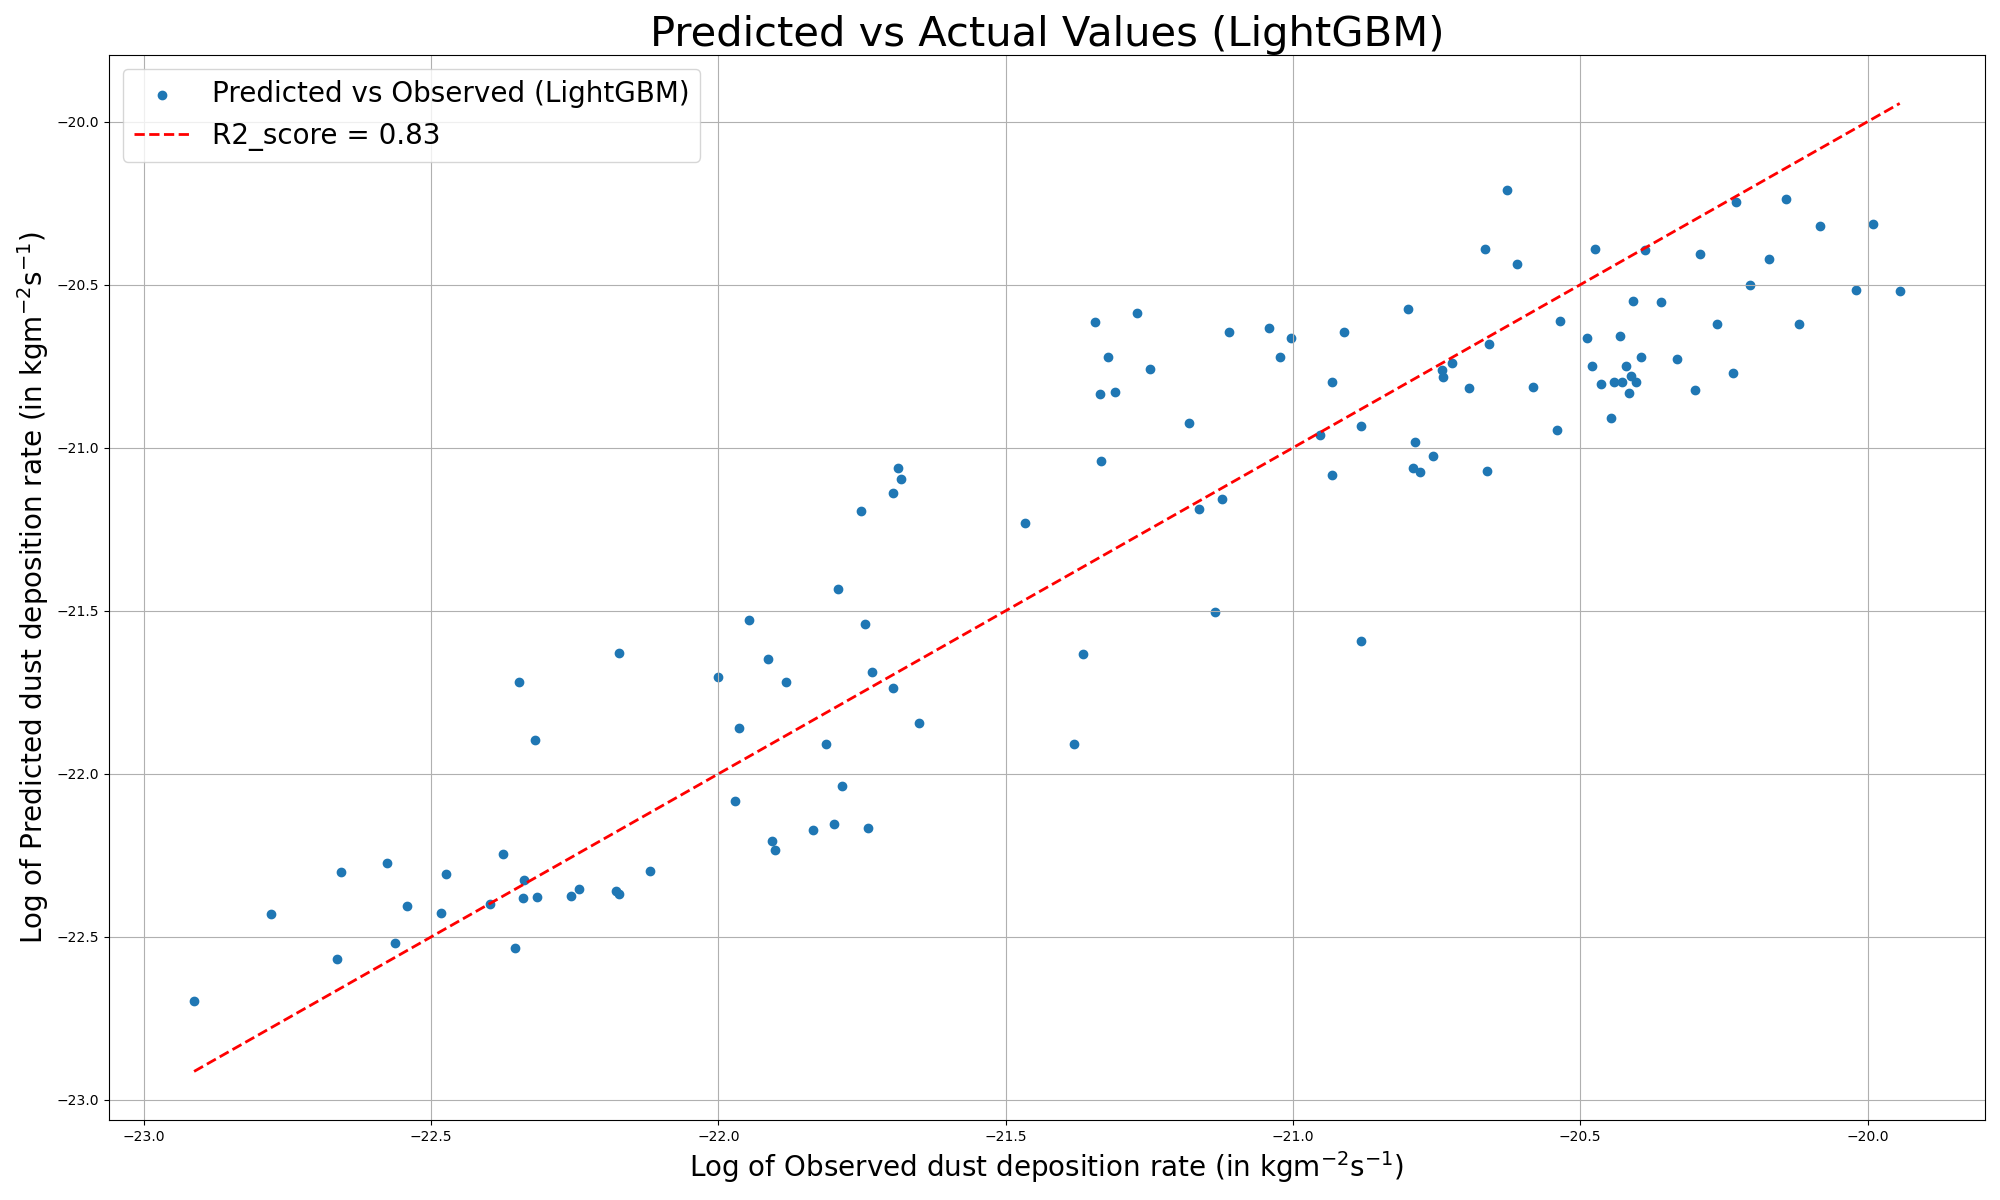 Predicted vs Actual Values (LightGBM)
Predicted vs Observed (LightGBM)
R2_score = 0.83
Log of Predicted dust deposition rate (in kgm⁻²s⁻¹)
−20.0
−20.5
−21.0
−21.5
−22.0
−22.5
−23.0
−23.0 −22.5 −22.0 −21.5 −21.0 −20.5 −20.0
Log of Observed dust deposition rate (in kgm⁻²s⁻¹)